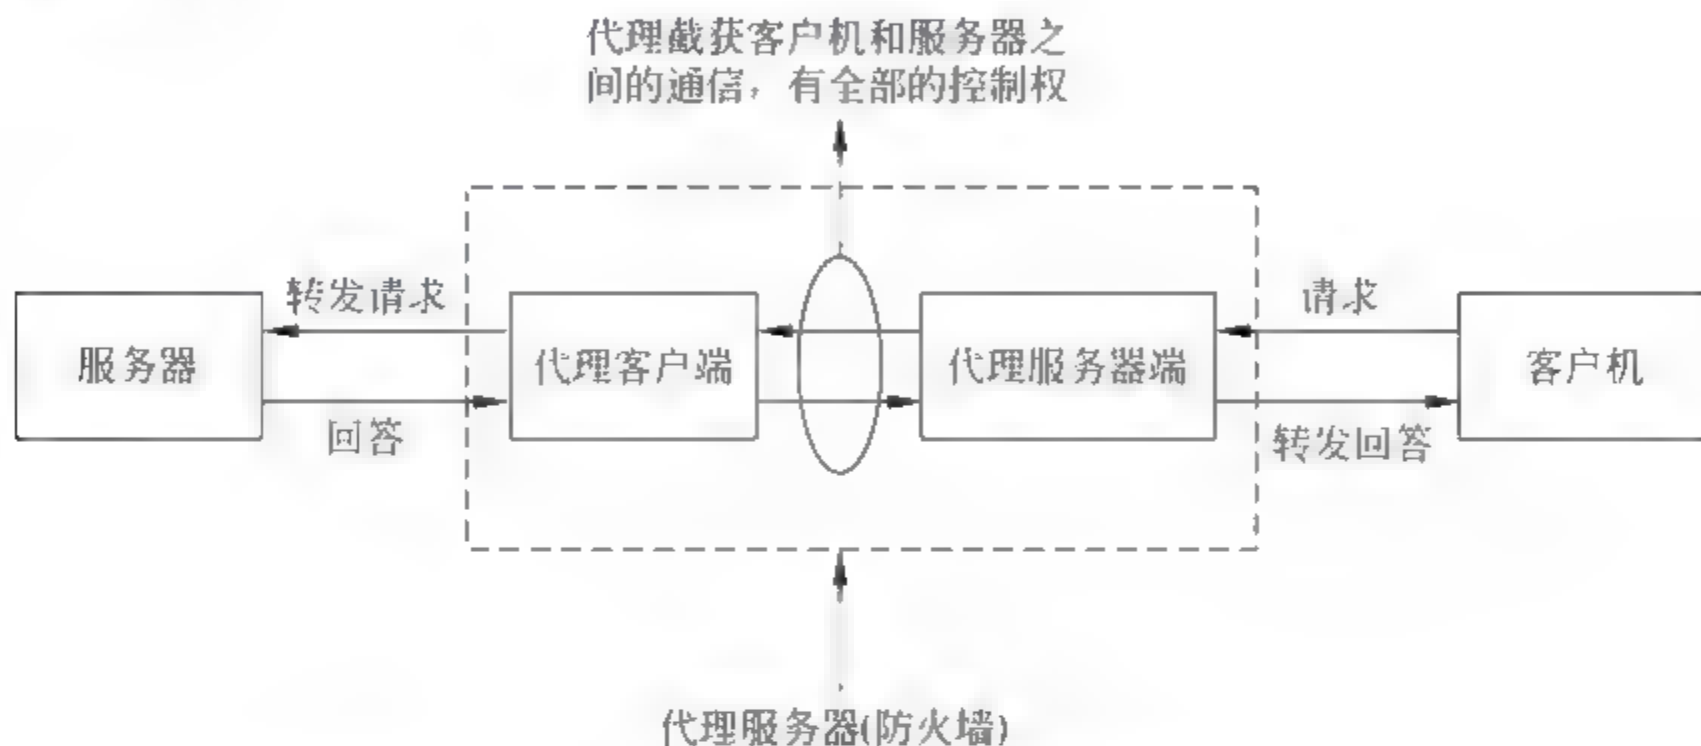 代理截获客户机和服务器之
间的通信，有全部的控制权
转发请求
请求
服务器
代理客户端
代理服务器端
客户机
回答
转发回答
代理服务器(防火墙)